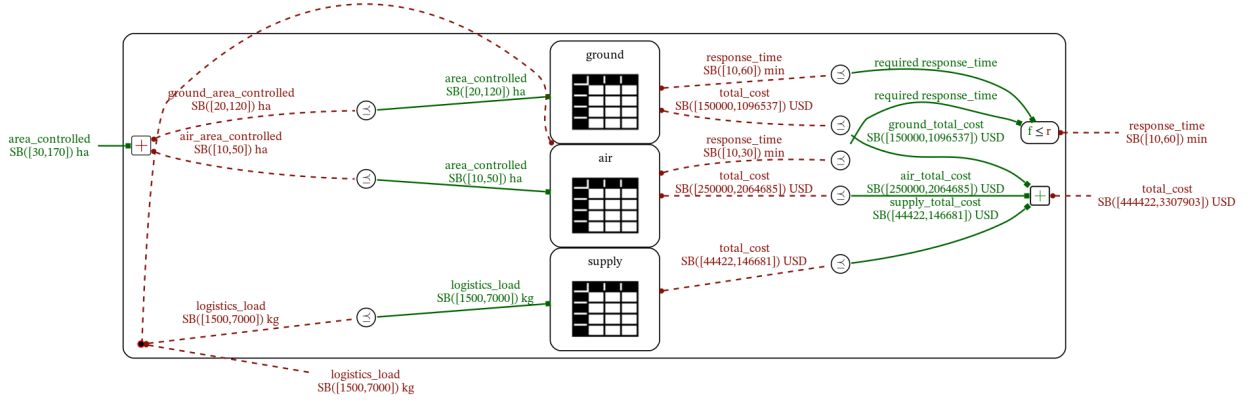 ground
response_time
SB([10,60]) min
required response_time
area_controlled
SB([20,120]) ha
ground_area_controlled
SB([20,120]) ha
total_cost
SB([150000,1096537]) USD
required response_time
area_controlled
SB([30,170]) ha
+
air_area_controlled
SB([10,50]) ha
ground_total_cost
SB([150000,1096537]) USD
f ≤ r
response_time
SB([10,60]) min
response_time
SB([10,30]) min
air
area_controlled
SB([10,50]) ha
total_cost
SB([250000,2064685]) USD
air_total_cost
SB([250000,2064685]) USD
+
total_cost
SB([444422,3307903]) USD
supply_total_cost
SB([44422,146681]) USD
total_cost
SB([44422,146681]) USD
supply
logistics_load
SB([1500,7000]) kg
logistics_load
SB([1500,7000]) kg
logistics_load
SB([1500,7000]) kg
⪯
⪯
⪯
⪯
⪯
⪯
⪯
⪯